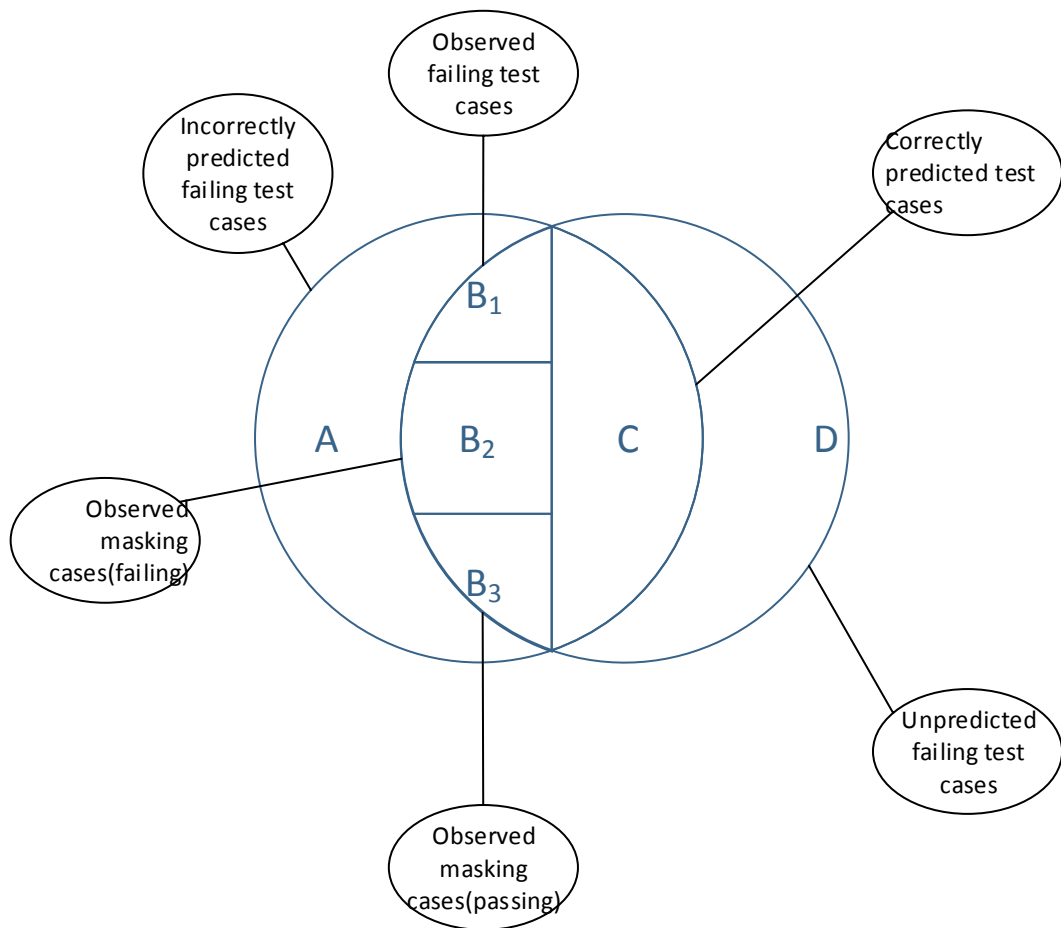 Observed
failing test
cases
Incorrectly
predicted
failing test
cases
Correctly
predicted test
cases
B₁
A
B₂
C
D
Observed
masking
cases(failing)
B₃
Unpredicted
failing test
cases
Observed
masking
cases(passing)